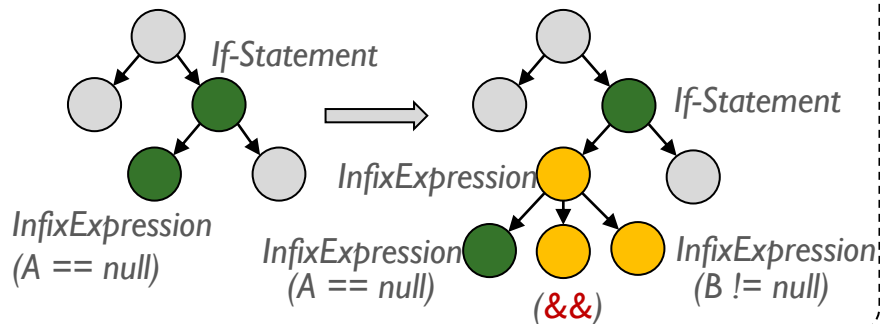 If-Statement
InfixExpression
(A == null)
If-Statement
InfixExpression
InfixExpression
(A == null)
(&&)
InfixExpression
(B != null)